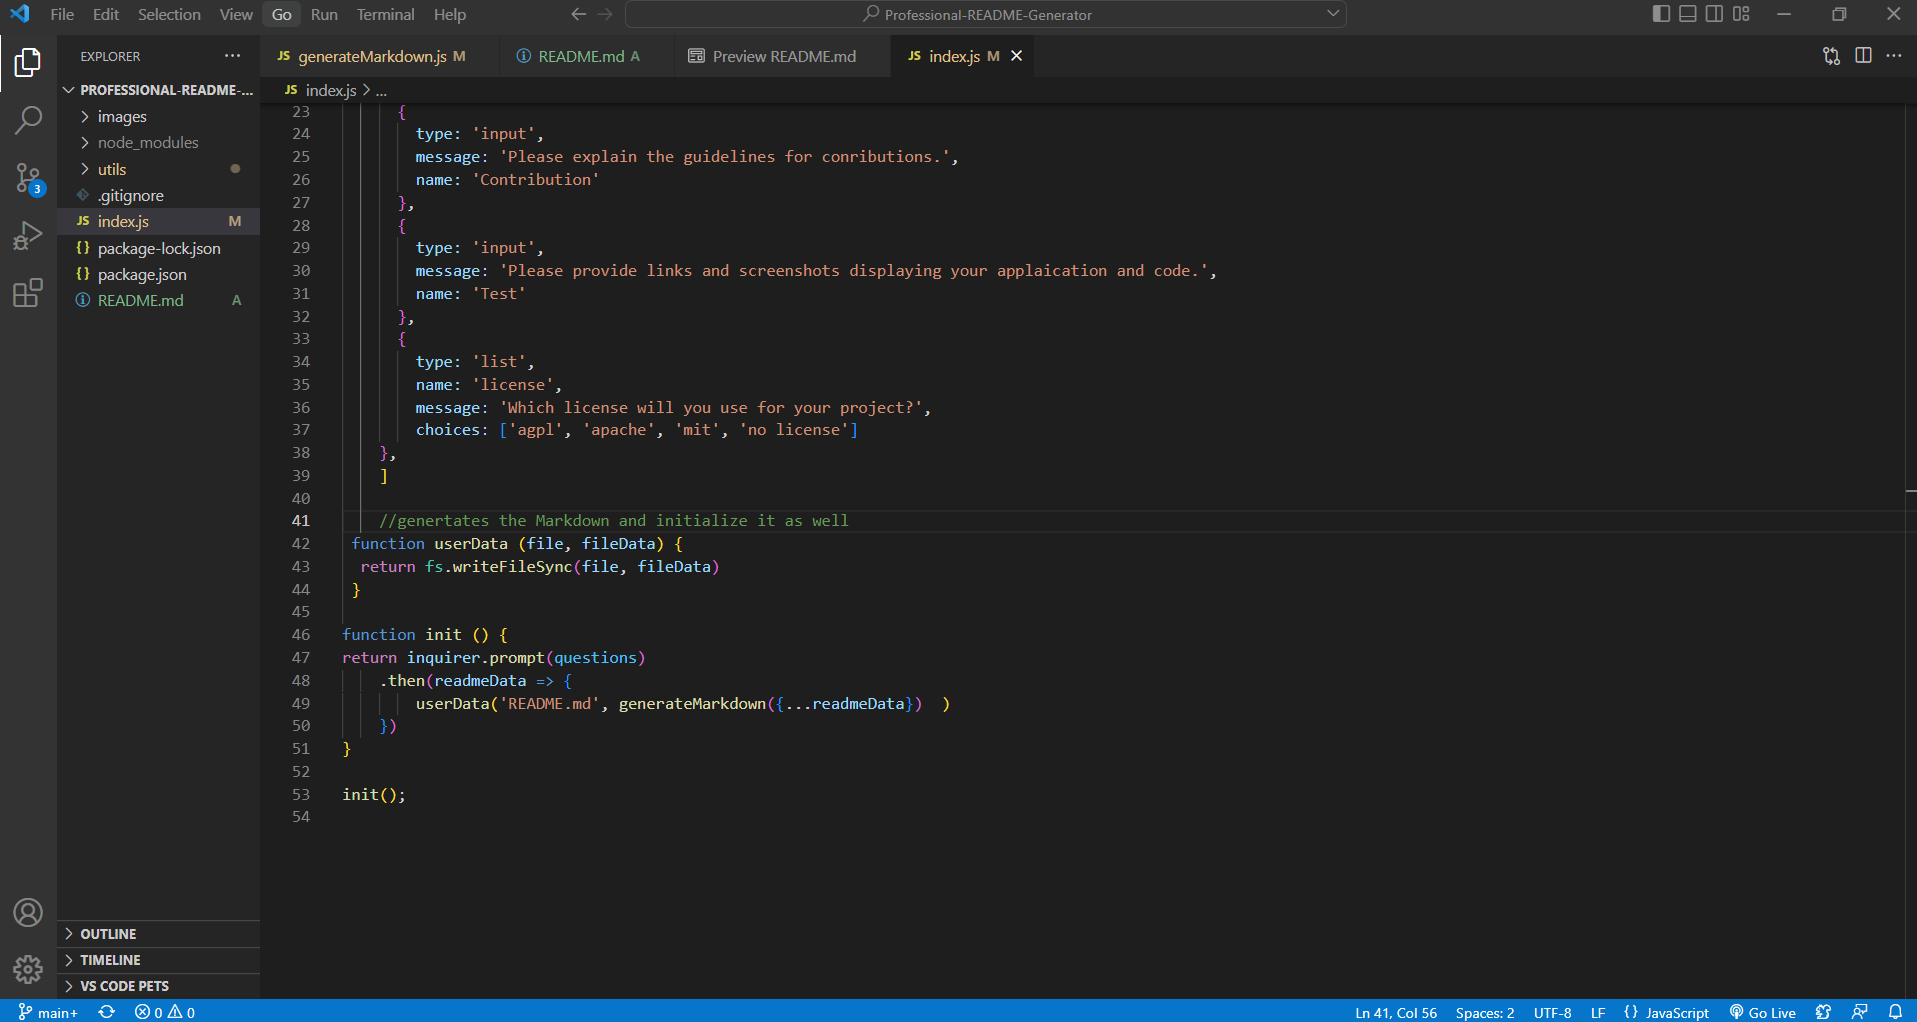 File Edit Selection View Go Run Terminal Help Professional-README-Generator
EXPLORER
JS generateMarkdown.js M README.md A Preview README.md JS index.js M
PROFESSIONAL-README-...
images
node_modules
utils
.gitignore
JS index.js M
{} package-lock.json
{} package.json
README.md A
OUTLINE
TIMELINE
VS CODE PETS
JS index.js > ...
23 {
24 type: 'input',
25 message: 'Please explain the guidelines for conributions.',
26 name: 'Contribution'
27 },
28 {
29 type: 'input',
30 message: 'Please provide links and screenshots displaying your applaication and code.',
31 name: 'Test'
32 },
33 {
34 type: 'list',
35 name: 'license',
36 message: 'Which license will you use for your project?',
37 choices: ['agpl', 'apache', 'mit', 'no license']
38 },
39 ]
40
41 //genertates the Markdown and initialize it as well
42 function userData (file, fileData) {
43 return fs.writeFileSync(file, fileData)
44 }
45
46 function init () {
47 return inquirer.prompt(questions)
48 .then(readmeData => {
49 userData('README.md', generateMarkdown({...readmeData}) )
50 })
51 }
52
53 init();
54
3
main+ 0 0 Ln 41, Col 56 Spaces: 2 UTF-8 LF {} JavaScript Go Live